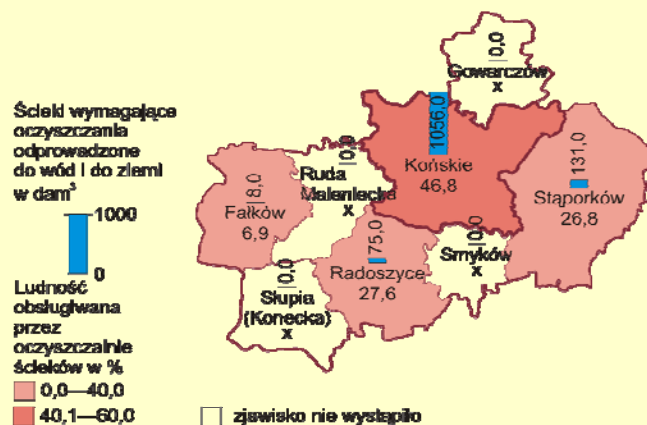 Ścieki wymagające
oczyszczania
odprowadzone
do wód i do ziemi
w dam³
1000
0
Ludność
obsługiwana
przez
oczyszczalnie
ścieków w %
0,0—40,0
40,1—60,0
zjawisko nie wystąpiło
0,0
Gowarczów
x
1056,0
Końskie
46,8
131,0
Stąporków
26,8
0,0
Ruda
Maleniecka
x
8,0
Fałków
6,9
75,0
Radoszyce
27,6
0,0
Smyków
x
0,0
Słupia
(Konecka)
x